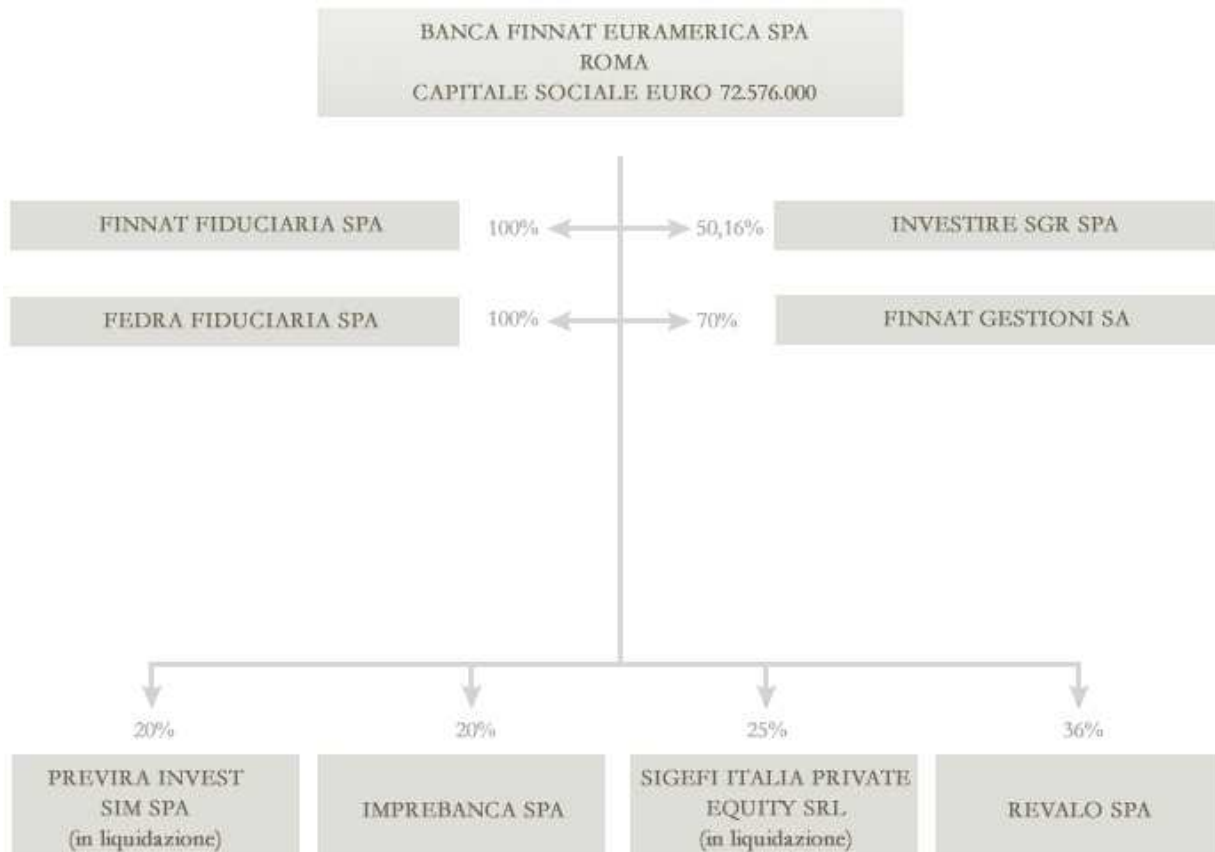 BANCA FINNAT EURAMERICA SPA
ROMA
CAPITALE SOCIALE EURO 72.576.000
FINNAT FIDUCIARIA SPA
100%
50,16%
INVESTIRE SGR SPA
FEDRA FIDUCIARIA SPA
100%
70%
FINNAT GESTIONI SA
20%
20%
25%
36%
PREVIRA INVEST
SIM SPA
(in liquidazione)
IMPREBANCA SPA
SIGEFI ITALIA PRIVATE
EQUITY SRL
(in liquidazione)
REVALO SPA